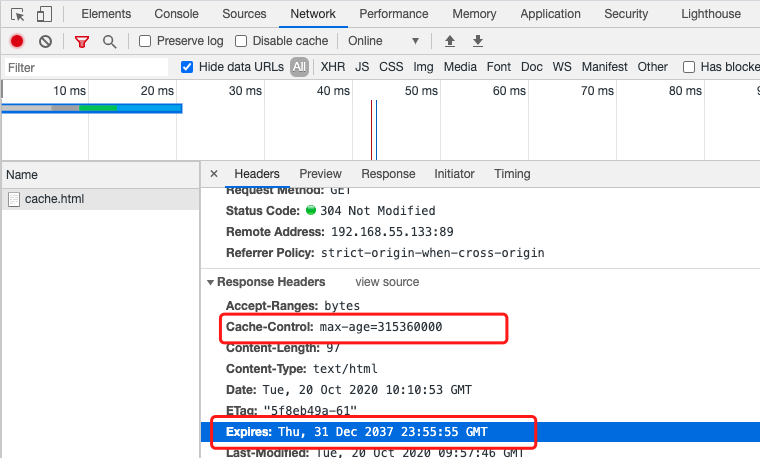 Elements Console Sources Network Performance Memory Application Security Lighthouse
Preserve log Disable cache Online
Filter Hide data URLs All XHR JS CSS Img Media Font Doc WS Manifest Other Has blocke
10 ms 20 ms 30 ms 40 ms 50 ms 60 ms 70 ms 80 ms 9
Name × Headers Preview Response Initiator Timing
cache.html
Request Method: GET
Status Code: 304 Not Modified
Remote Address: 192.168.55.133:89
Referrer Policy: strict-origin-when-cross-origin
Response Headers view source
Accept-Ranges: bytes
Cache-Control: max-age=315360000
Content-Length: 97
Content-Type: text/html
Date: Tue, 20 Oct 2020 10:10:53 GMT
ETag: "5f8eb49a-61"
Expires: Thu, 31 Dec 2037 23:55:55 GMT
Last-Modified: Tue, 20 Oct 2020 09:57:46 GMT